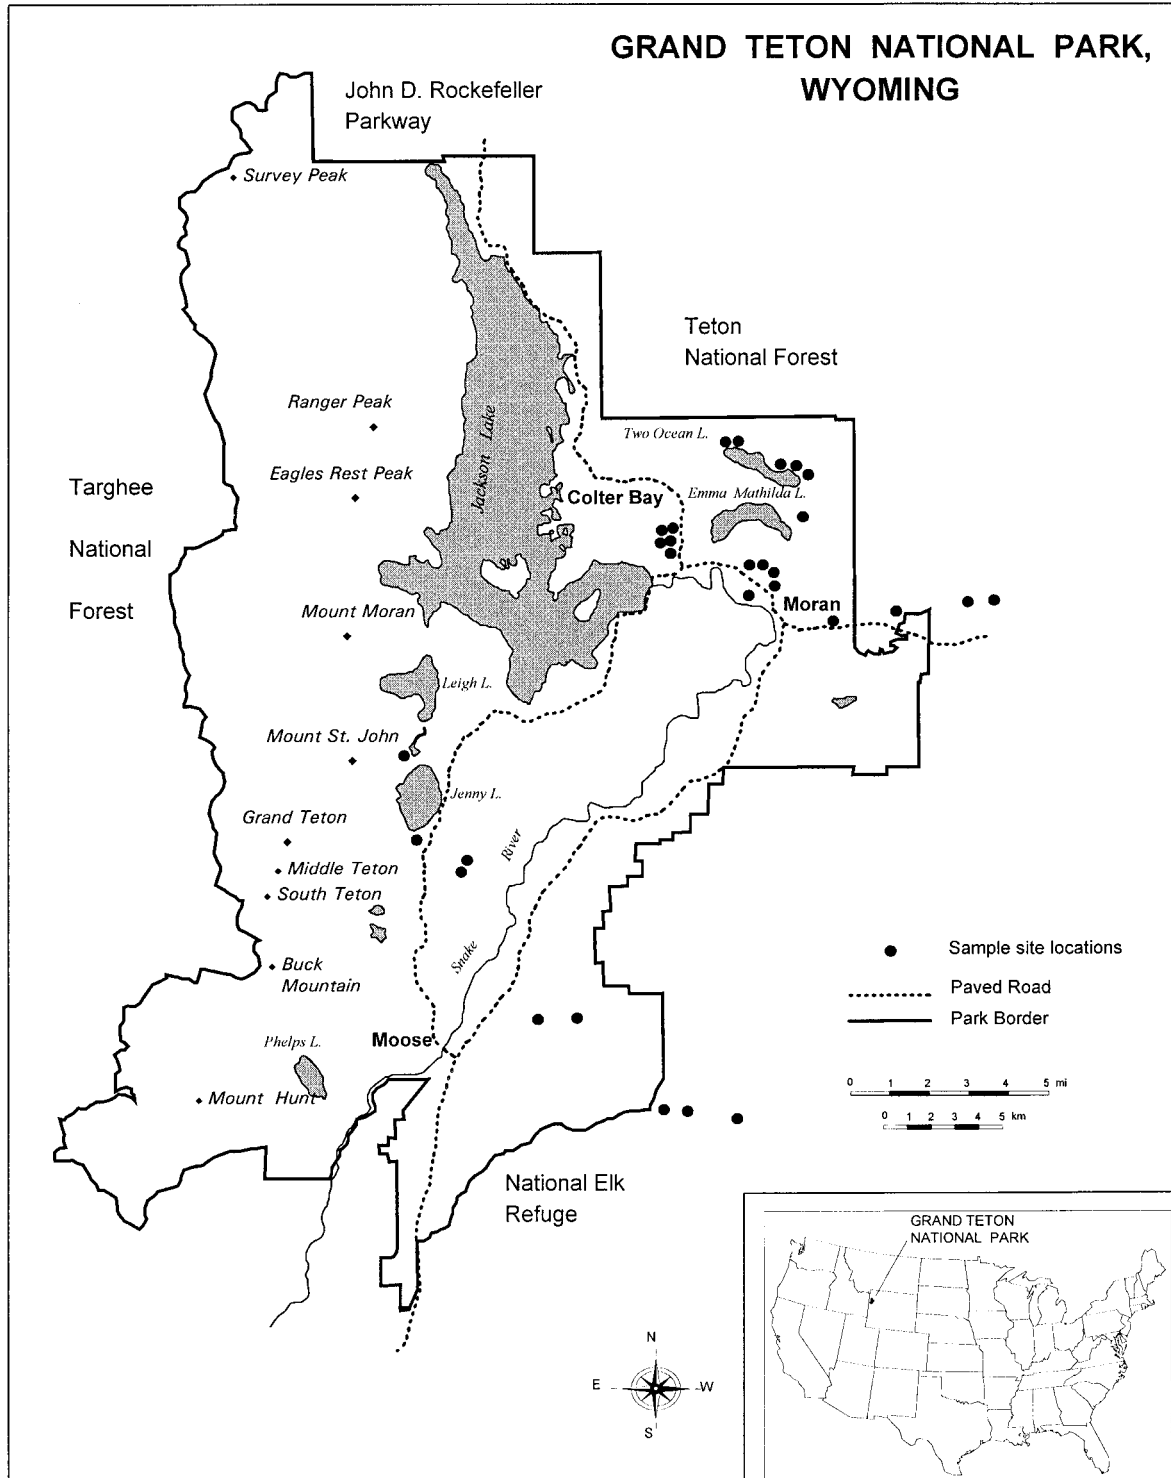 GRAND TETON NATIONAL PARK,
WYOMING
John D. Rockefeller
Parkway
Survey Peak
Teton
National Forest
Ranger Peak
Jackson Lake
Two Ocean L.
Eagles Rest Peak
Colter Bay
Emma Mathilda L.
Targhee
National
Forest
Mount Moran
Moran
Leigh L.
Mount St. John
Jenny L.
Grand Teton
Middle Teton
South Teton
Snake River
Buck
Mountain
Sample site locations
Paved Road
Park Border
Phelps L.
Moose
Mount Hunt
0 1 2 3 4 5 mi
0 1 2 3 4 5 km
National Elk
Refuge
GRAND TETON
NATIONAL PARK
N
E W
S